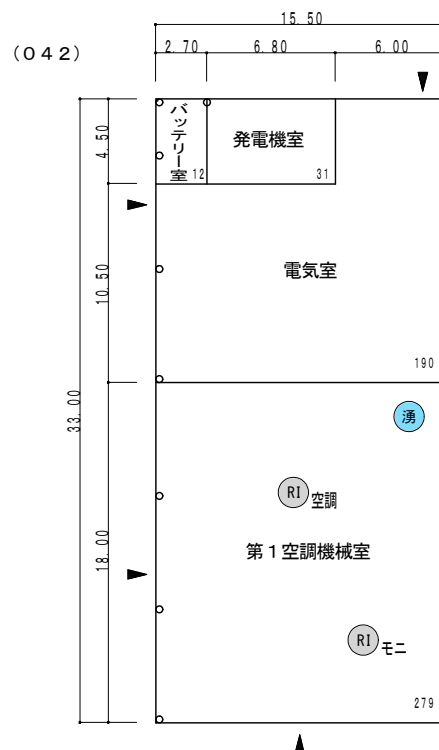 15.50
(042)
2.70
6.80
6.00
4.50
バッテリー室
12
発電機室
31
10.50
電気室
190
33.00
湧
RI 空調
18.00
第1空調機械室
RI モニ
279